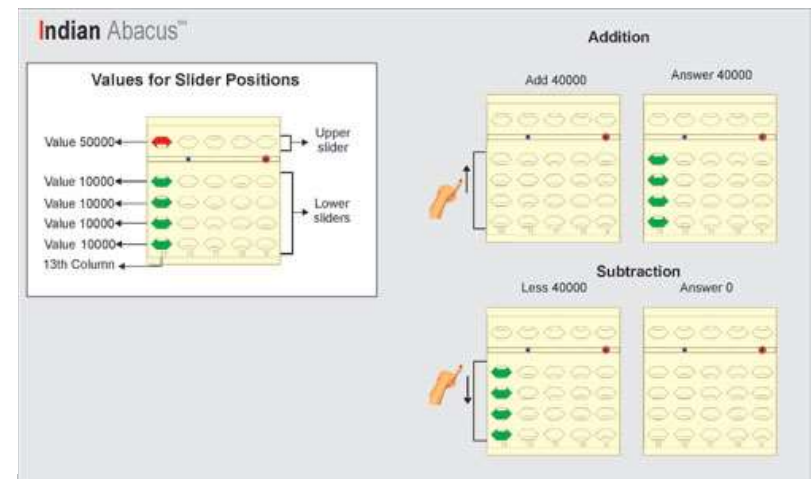 Indian Abacus™
Values for Slider Positions
Value 50000
Upper slider
Value 10000
Value 10000
Value 10000
Value 10000
Lower sliders
13th Column
Addition
Add 40000
Answer 40000
Subtraction
Less 40000
Answer 0